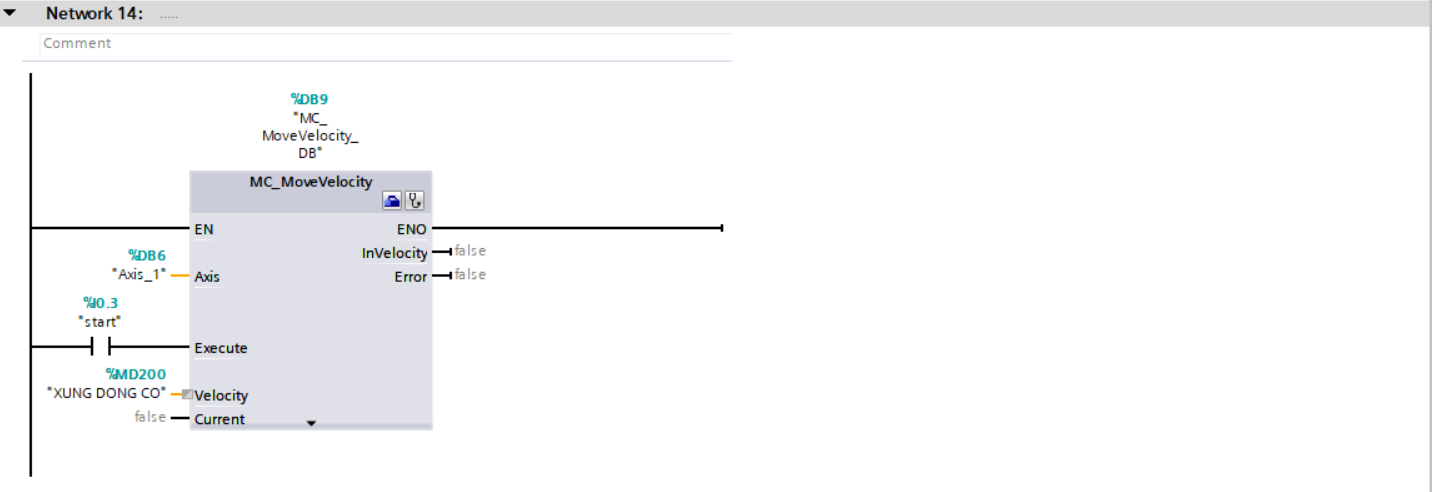 Network 14: .....
Comment
%DB9
"MC_
MoveVelocity_
DB"
MC_MoveVelocity
EN ENO
InVelocity false
%DB6
"Axis_1" Axis
Error false
%I0.3
"start"
Execute
%MD200
"XUNG DONG CO" Velocity
false Current